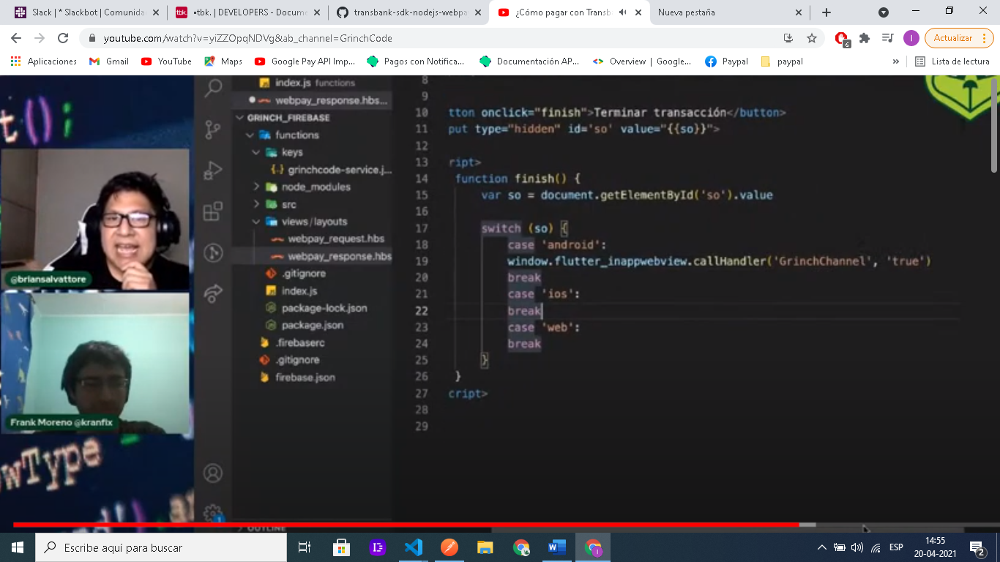 Slack | * Slackbot | Comunida
•tbk. | DEVELOPERS - Docume
transbank-sdk-nodejs-webpa
¿Cómo pagar con Transb
Nueva pestaña
youtube.com/watch?v=yiZZOpqNDVg&ab_channel=GrinchCode
6
I
Actualizar
Aplicaciones
Gmail
YouTube
Maps
Google Pay API Imp...
Pagos con Notifica...
Documentación AP...
Overview | Google...
Paypal
paypal
»
Lista de lectura
t();
index.js functions
webpay_response.hbs...
GRINCH_FIREBASE
functions
keys
grinchcode-service.j...
node_modules
src
views/layouts
webpay_request.hbs
webpay_response.hbs
.gitignore
index.js
package-lock.json
package.json
.firebaserc
.gitignore
firebase.json
OUTLINE
@briansalvattore
Frank Moreno @kranfix
wType
8
9
10 tton onclick="finish">Terminar transacción</button>
11 put type="hidden" id='so' value="{{so}}">
12
13 ript>
14 function finish() {
15 var so = document.getElementById('so').value
16
17 switch (so) {
18 case 'android':
19 window.flutter_inappwebview.callHandler('GrinchChannel', 'true')
20 break
21 case 'ios':
22 break
23 case 'web':
24 break
25 }
26 }
27 cript>
28
29
1
Escribe aquí para buscar
ESP
14:55
20-04-2021
2